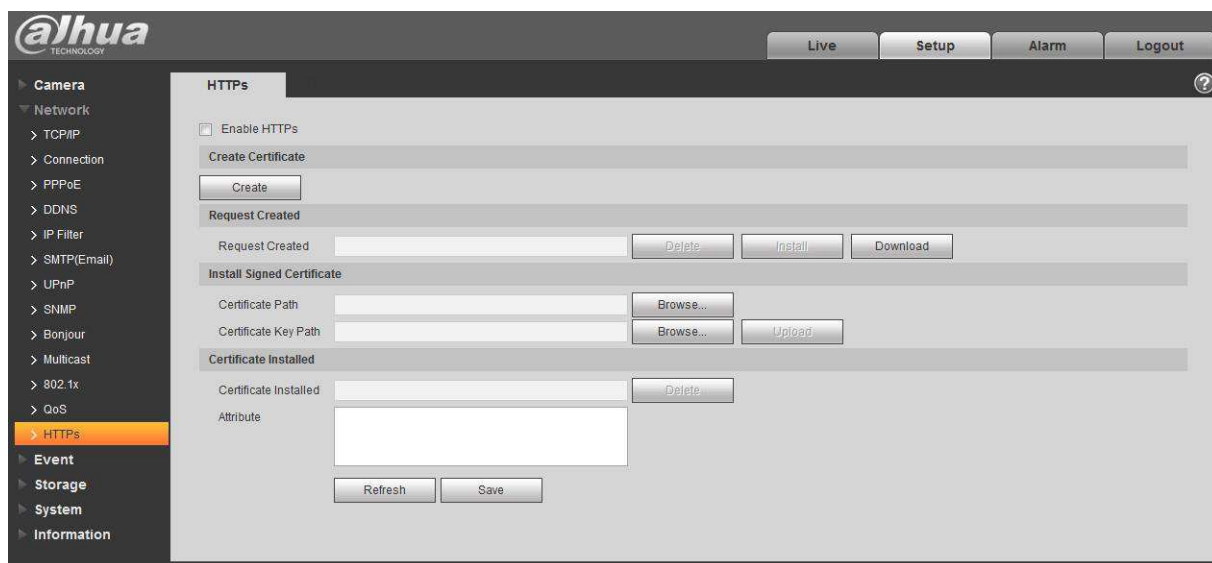 alhua
TECHNOLOGY
Live Setup Alarm Logout
Camera
Network
TCP/IP
Connection
PPPoE
DDNS
IP Filter
SMTP(Email)
UPnP
SNMP
Bonjour
Multicast
802.1x
QoS
HTTPs
Event
Storage
System
Information
HTTPs ?
Enable HTTPs
Create Certificate
Create
Request Created
Request Created Delete Install Download
Install Signed Certificate
Certificate Path Browse...
Certificate Key Path Browse... Upload
Certificate Installed
Certificate Installed Delete
Attribute
Refresh Save